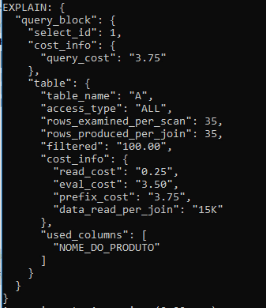 EXPLAIN: {
  "query_block": {
    "select_id": 1,
    "cost_info": {
      "query_cost": "3.75"
    },
    "table": {
      "table_name": "A",
      "access_type": "ALL",
      "rows_examined_per_scan": 35,
      "rows_produced_per_join": 35,
      "filtered": "100.00",
      "cost_info": {
        "read_cost": "0.25",
        "eval_cost": "3.50",
        "prefix_cost": "3.75",
        "data_read_per_join": "15K"
      },
      "used_columns": [
        "NOME_DO_PRODUTO"
      ]
    }
  }
}